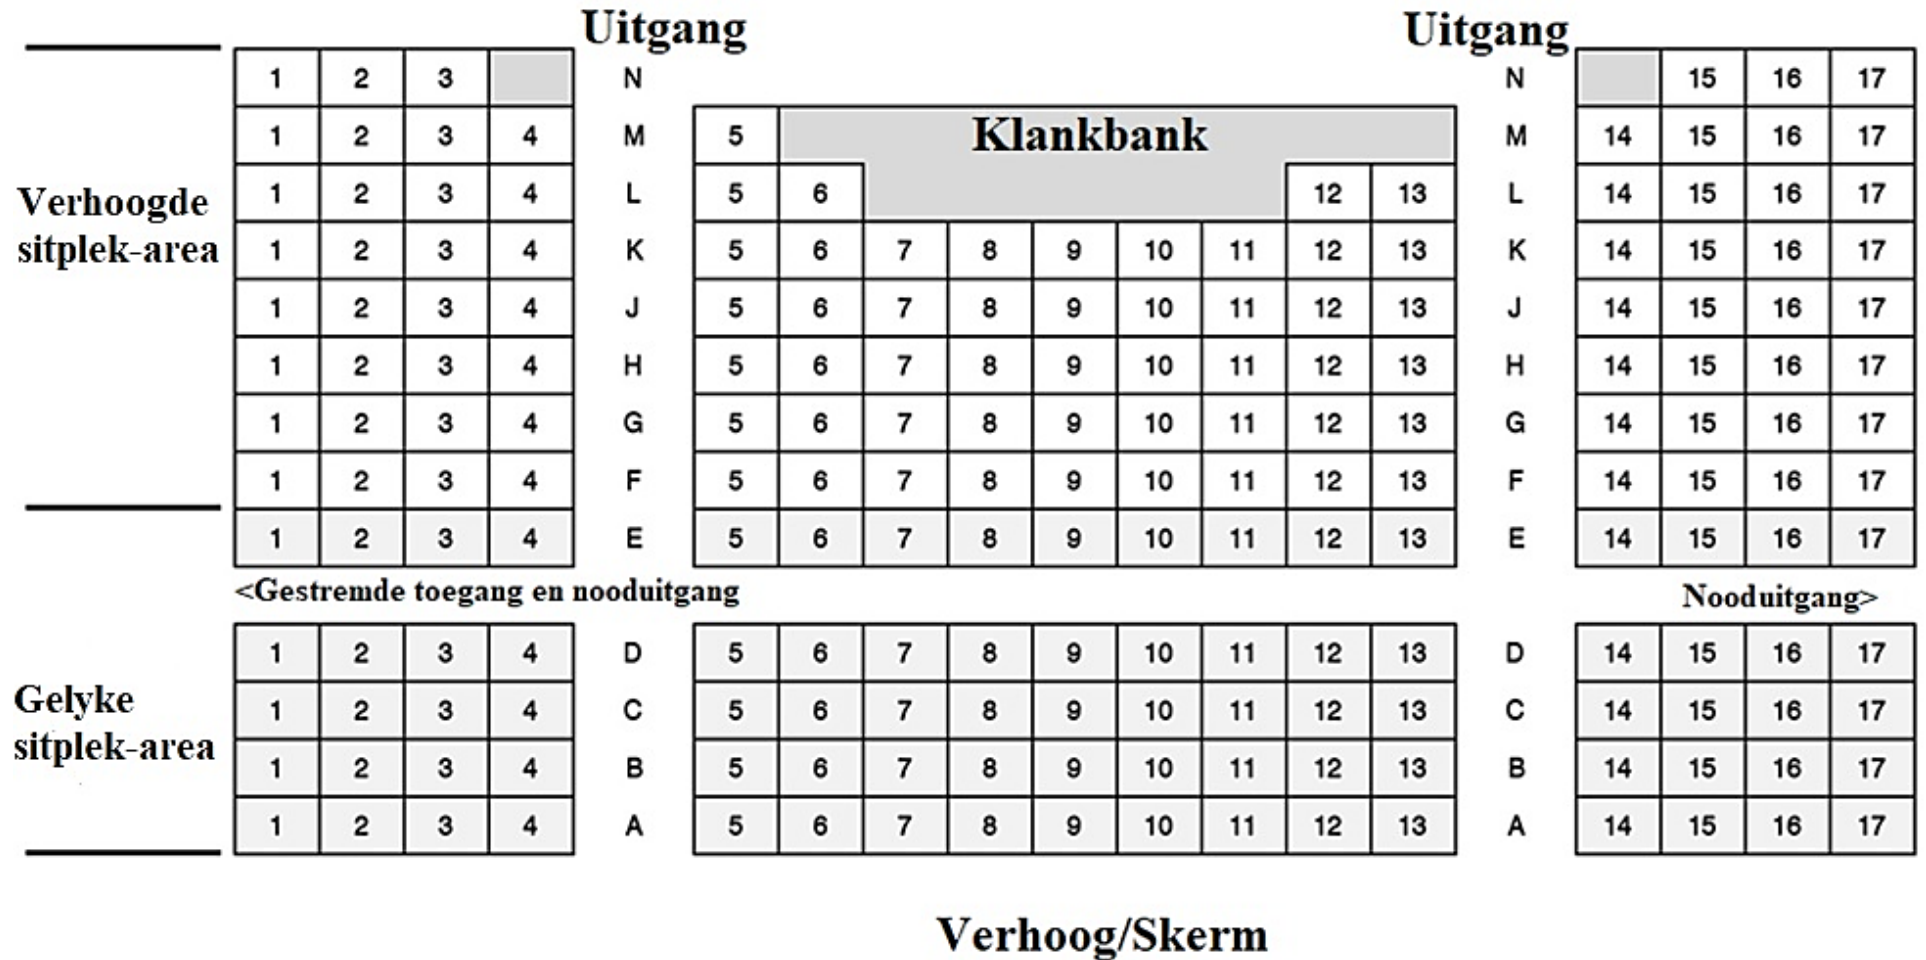 Uitgang Uitgang
1 2 3 N N 15 16 17
1 2 3 4 M 5 Klankbank M 14 15 16 17
Verhoogde
sitplek-area
1 2 3 4 L 5 6 12 13 L 14 15 16 17
1 2 3 4 K 5 6 7 8 9 10 11 12 13 K 14 15 16 17
1 2 3 4 J 5 6 7 8 9 10 11 12 13 J 14 15 16 17
1 2 3 4 H 5 6 7 8 9 10 11 12 13 H 14 15 16 17
1 2 3 4 G 5 6 7 8 9 10 11 12 13 G 14 15 16 17
1 2 3 4 F 5 6 7 8 9 10 11 12 13 F 14 15 16 17
1 2 3 4 E 5 6 7 8 9 10 11 12 13 E 14 15 16 17
<Gestremde toegang en nooduitgang Nooduitgang>
1 2 3 4 D 5 6 7 8 9 10 11 12 13 D 14 15 16 17
Gelyke
sitplek-area
1 2 3 4 C 5 6 7 8 9 10 11 12 13 C 14 15 16 17
1 2 3 4 B 5 6 7 8 9 10 11 12 13 B 14 15 16 17
1 2 3 4 A 5 6 7 8 9 10 11 12 13 A 14 15 16 17
Verhoog/Skerm